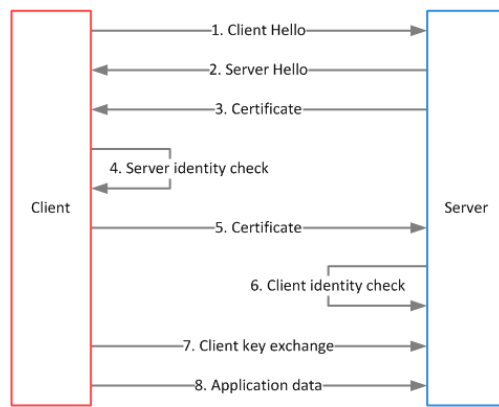 1. Client Hello
2. Server Hello
3. Certificate
4. Server identity check
Client
Server
5. Certificate
6. Client identity check
7. Client key exchange
8. Application data